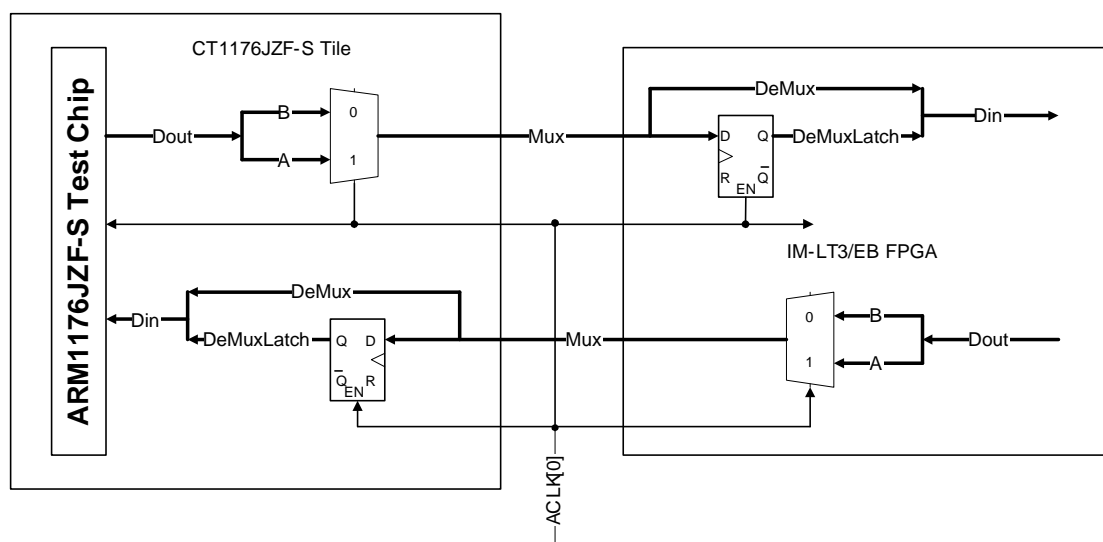 CT1176JZF-S Tile
ARM1176JZF-S Test Chip
Dout
B
A
0
1
Mux
DeMux
D
Q
R
Q
EN
DeMuxLatch
Din
IM-LT3/EB FPGA
Din
DeMux
DeMuxLatch
Q
D
Q
R
EN
Mux
0
1
B
A
Dout
ACLK[0]